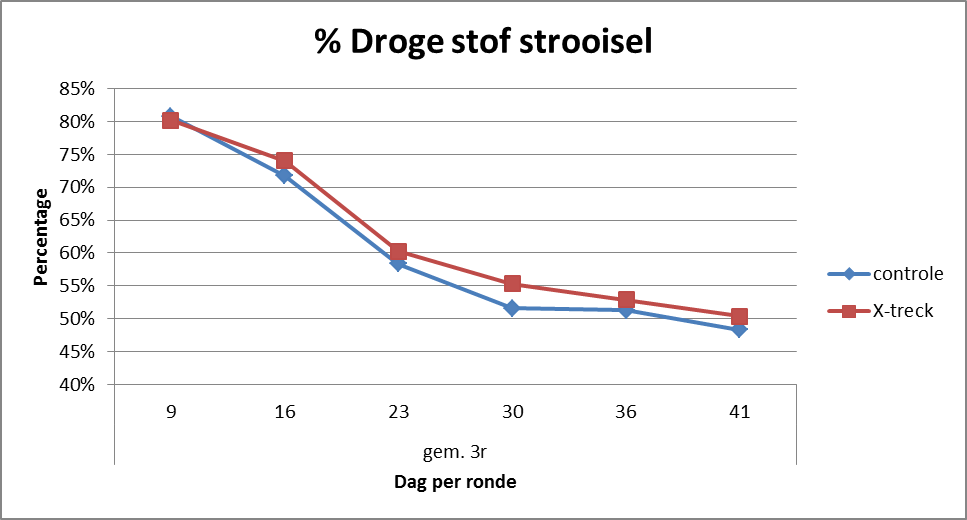 % Droge stof strooisel
85%
80%
75%
70%
65%
60%
55%
50%
45%
40%
Percentage
9 16 23 30 36 41
gem. 3r
Dag per ronde
controle
X-treck